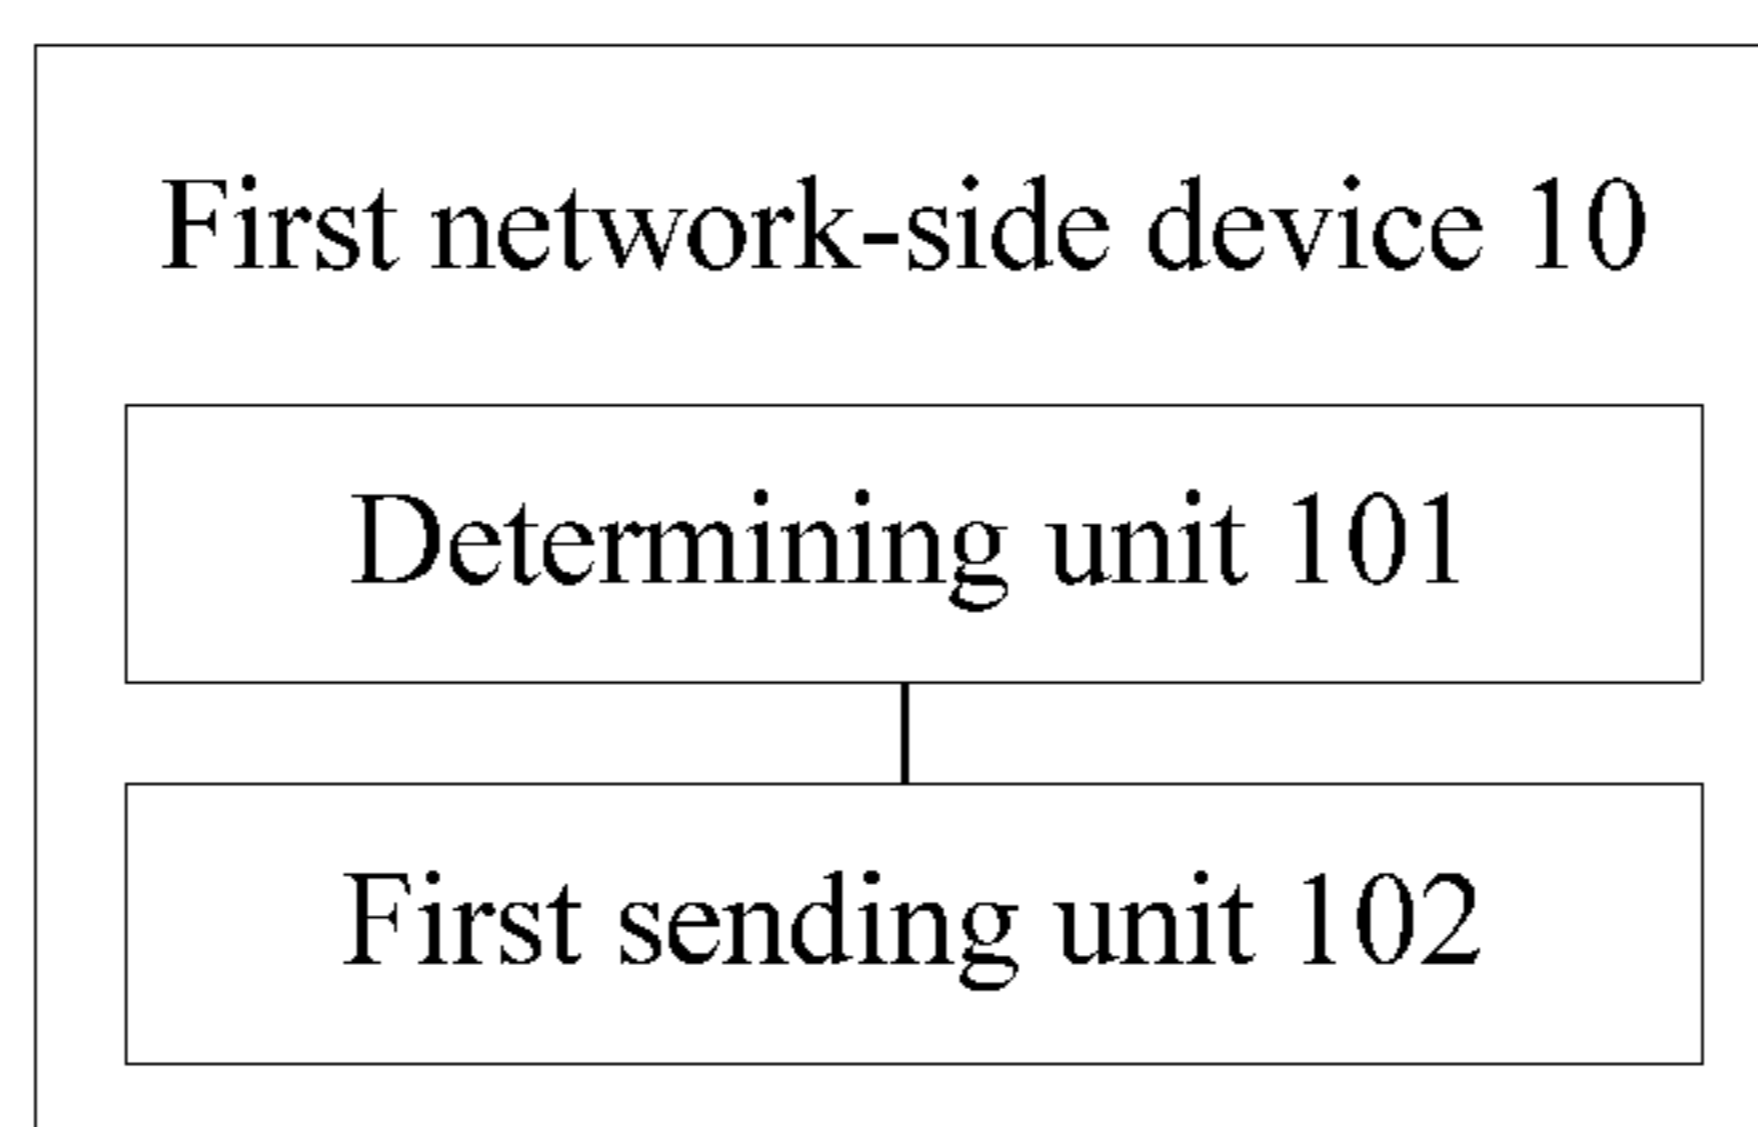 First network-side device 10
Determining unit 101
First sending unit 102